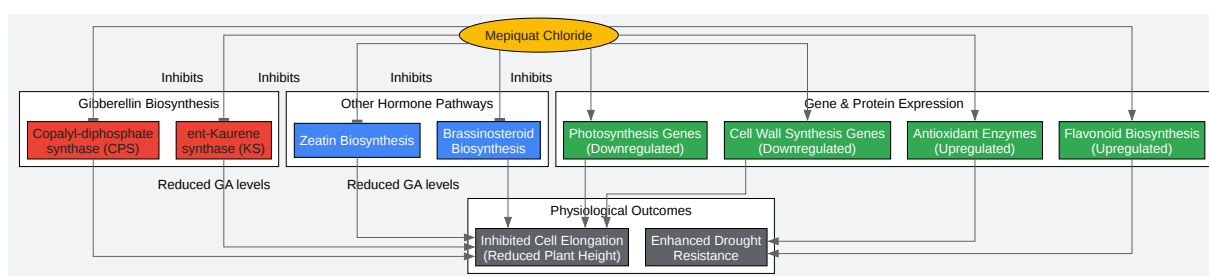 Mepiquat Chloride
Inhibits
Inhibits
Inhibits
Inhibits
Gibberellin Biosynthesis
Other Hormone Pathways
Gene & Protein Expression
Copalyl-diphosphate
synthase (CPS)
ent-Kaurene
synthase (KS)
Zeatin Biosynthesis
Brassinosteroid
Biosynthesis
Photosynthesis Genes
(Downregulated)
Cell Wall Synthesis Genes
(Downregulated)
Antioxidant Enzymes
(Upregulated)
Flavonoid Biosynthesis
(Upregulated)
Reduced GA levels
Reduced GA levels
Physiological Outcomes
Inhibited Cell Elongation
(Reduced Plant Height)
Enhanced Drought
Resistance